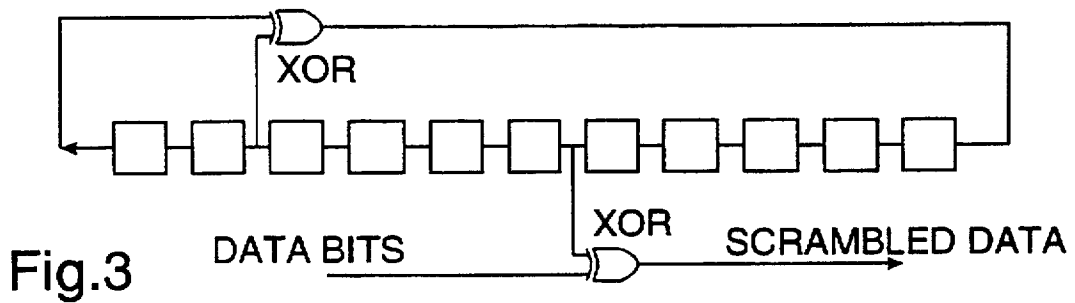 XOR
XOR
DATA BITS
SCRAMBLED DATA
Fig.3